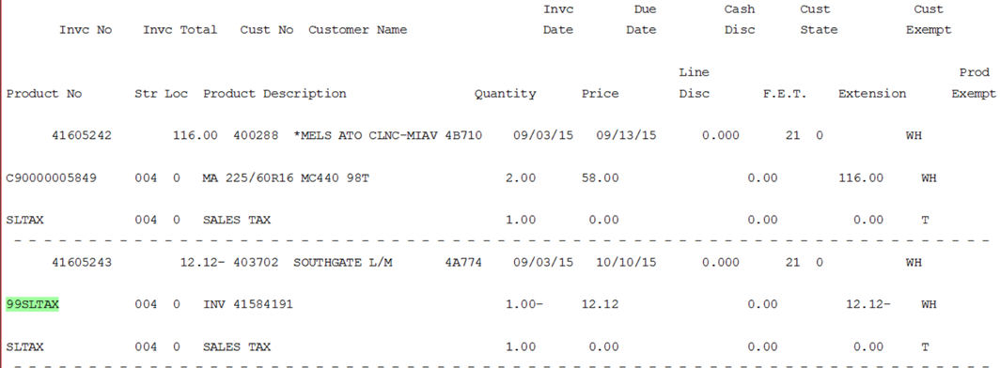 Invc Due Cash Cust Cust
Invc No Invc Total Cust No Customer Name Date Date Disc State Exempt
Line Prod
Product No Str Loc Product Description Quantity Price Disc F.E.T. Extension Exempt
41605242 116.00 400288 *MELS ATO CLNC-MIAV 4B710 09/03/15 09/13/15 0.000 21 0 WH
C90000005849 004 0 MA 225/60R16 MC440 98T 2.00 58.00 0.00 116.00 WH
SLTAX 004 0 SALES TAX 1.00 0.00 0.00 0.00 T
41605243 12.12- 403702 SOUTHGATE L/M 4A774 09/03/15 10/10/15 0.000 21 0 WH
99SLTAX 004 0 INV 41584191 1.00- 12.12 0.00 12.12- WH
SLTAX 004 0 SALES TAX 1.00 0.00 0.00 0.00 T